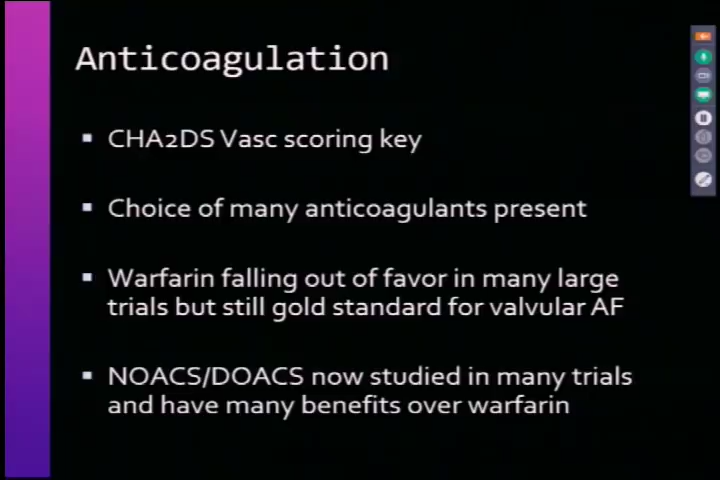 Anticoagulation
CHA2DS Vasc scoring key
Choice of many anticoagulants present
Warfarin falling out of favor in many large
trials but still gold standard for valvular AF
NOACS/DOACS now studied in many trials
and have many benefits over warfarin